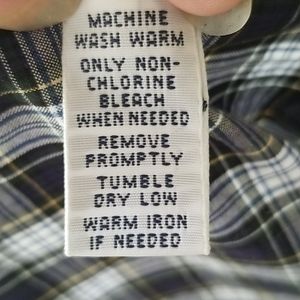 MACHINE
WASH WARM
ONLY NON-
CHLORINE
BLEACH
WHEN NEEDED
REMOVE
PROMPTLY
TUMBLE
DRY LOW
WARM IRON
IF NEEDED